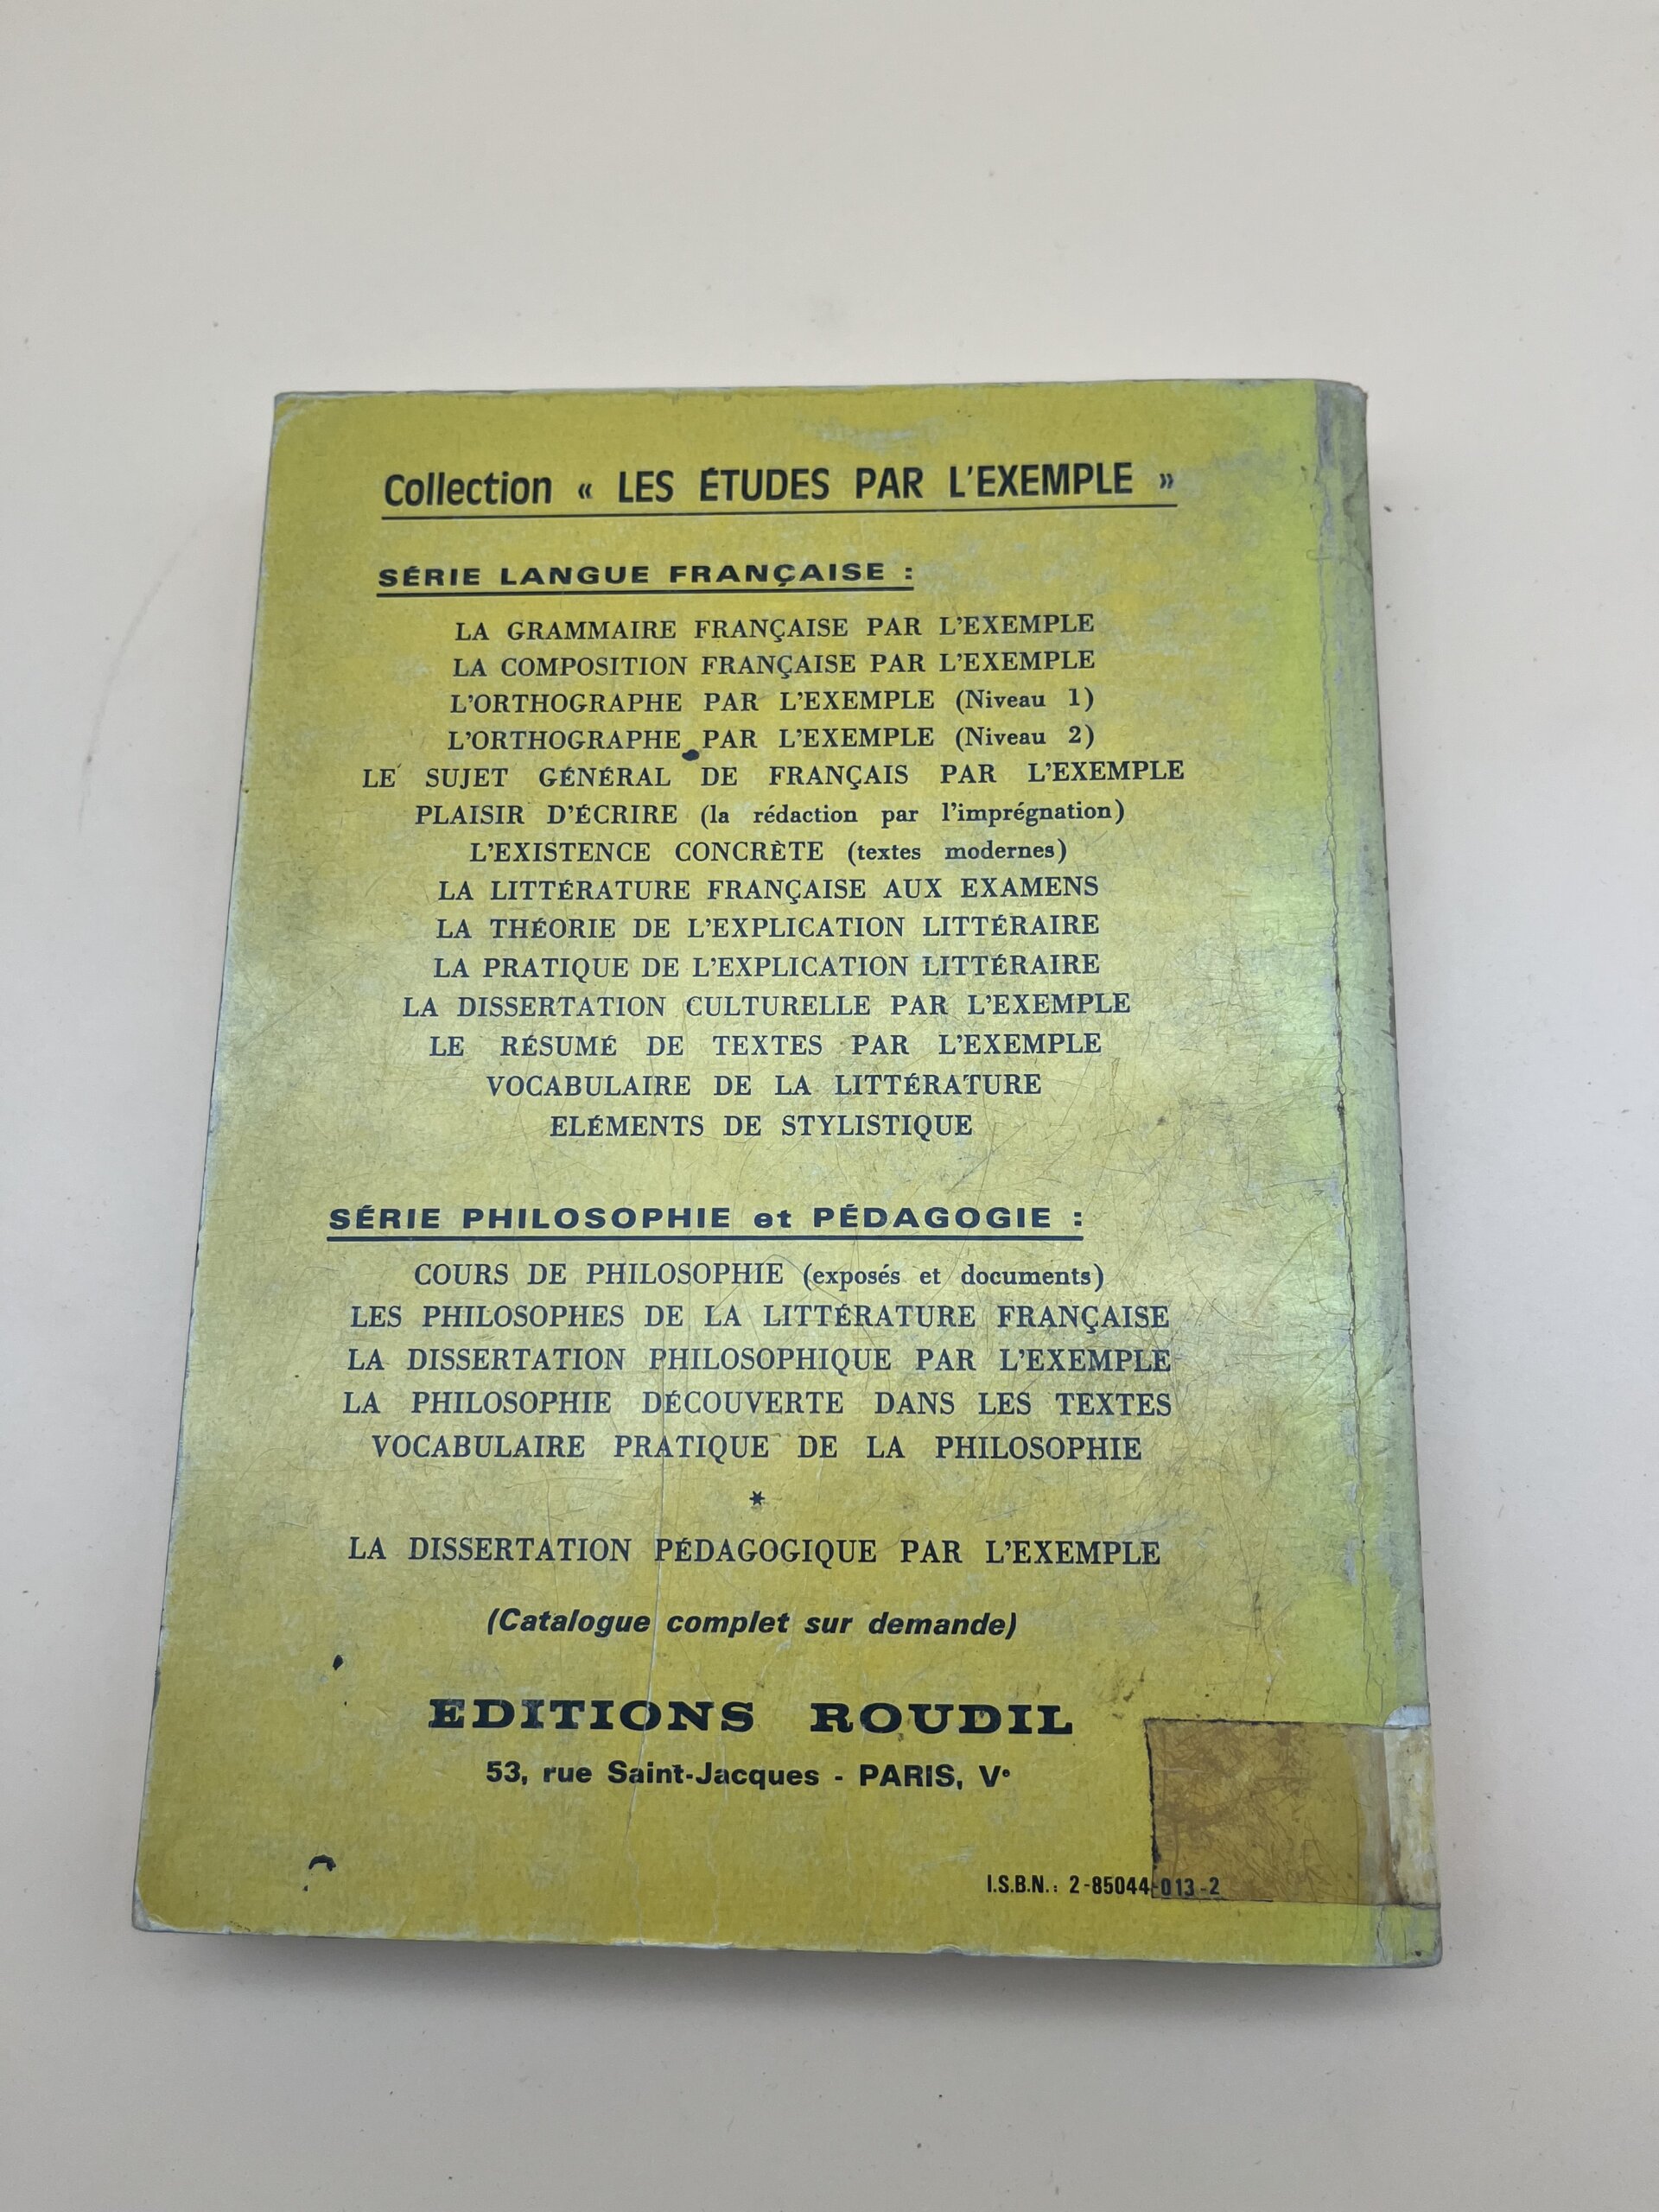 Collection « LES ÉTUDES PAR L'EXEMPLE »
SÉRIE LANGUE FRANÇAISE :
LA GRAMMAIRE FRANÇAISE PAR L'EXEMPLE
LA COMPOSITION FRANÇAISE PAR L'EXEMPLE
L'ORTHOGRAPHE PAR L'EXEMPLE (Niveau 1)
L'ORTHOGRAPHE PAR L'EXEMPLE (Niveau 2)
LE SUJET GÉNÉRAL DE FRANÇAIS PAR L'EXEMPLE
PLAISIR D'ÉCRIRE (la rédaction par l'imprégnation)
L'EXISTENCE CONCRÈTE (textes modernes)
LA LITTÉRATURE FRANÇAISE AUX EXAMENS
LA THÉORIE DE L'EXPLICATION LITTÉRAIRE
LA PRATIQUE DE L'EXPLICATION LITTÉRAIRE
LA DISSERTATION CULTURELLE PAR L'EXEMPLE
LE RÉSUMÉ DE TEXTES PAR L'EXEMPLE
VOCABULAIRE DE LA LITTÉRATURE
ELÉMENTS DE STYLISTIQUE
SÉRIE PHILOSOPHIE et PÉDAGOGIE :
COURS DE PHILOSOPHIE (exposés et documents)
LES PHILOSOPHES DE LA LITTÉRATURE FRANÇAISE
LA DISSERTATION PHILOSOPHIQUE PAR L'EXEMPLE
LA PHILOSOPHIE DÉCOUVERTE DANS LES TEXTES
VOCABULAIRE PRATIQUE DE LA PHILOSOPHIE
*
LA DISSERTATION PÉDAGOGIQUE PAR L'EXEMPLE
(Catalogue complet sur demande)
EDITIONS ROUDIL
53, rue Saint-Jacques - PARIS, Vᵉ
I.S.B.N.: 2-85044-013-2